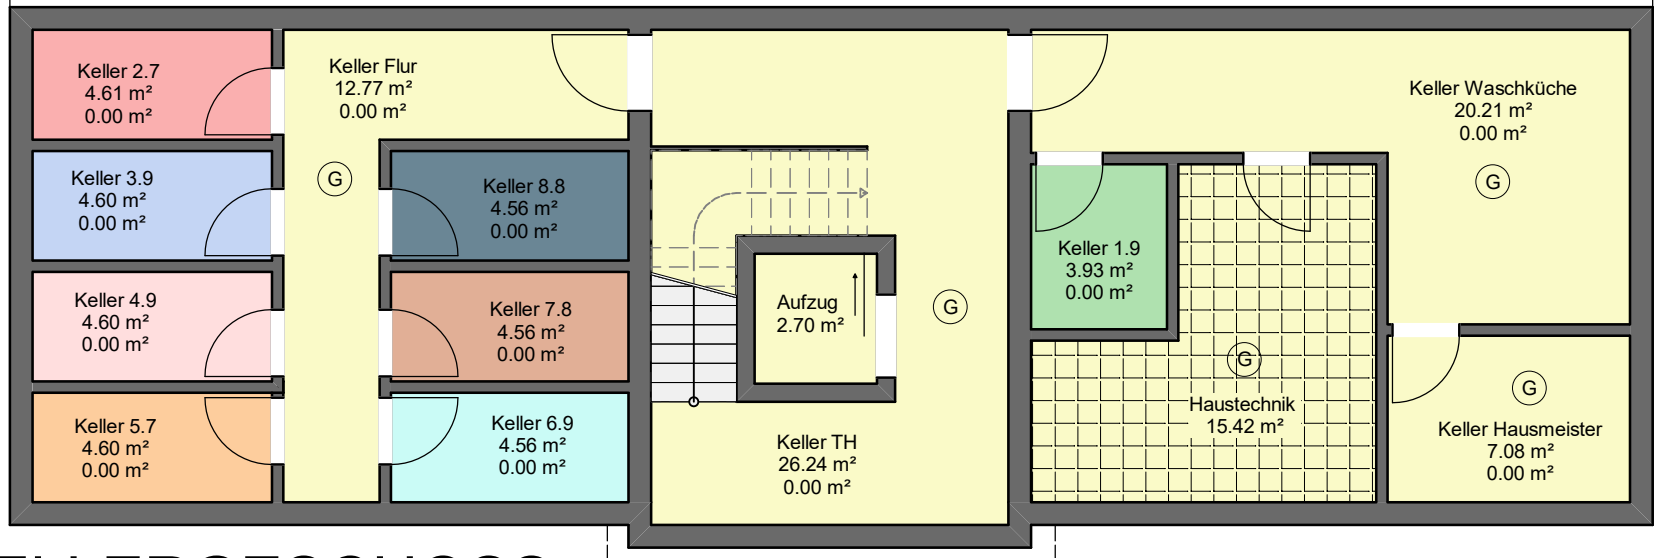 Keller 2.7
4.61 m²
0.00 m²
Keller Flur
12.77 m²
0.00 m²
Keller Waschküche
20.21 m²
0.00 m²
G
Keller 3.9
4.60 m²
0.00 m²
G
Keller 8.8
4.56 m²
0.00 m²
Keller 1.9
3.93 m²
0.00 m²
Keller 4.9
4.60 m²
0.00 m²
Keller 7.8
4.56 m²
0.00 m²
Aufzug
2.70 m²
G
G
Haustechnik
15.42 m²
G
Keller Hausmeister
7.08 m²
0.00 m²
Keller 5.7
4.60 m²
0.00 m²
Keller 6.9
4.56 m²
0.00 m²
Keller TH
26.24 m²
0.00 m²